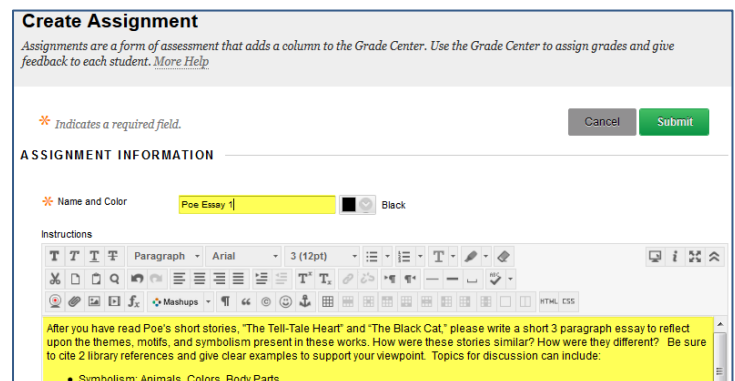 Create Assignment
Assignments are a form of assessment that adds a column to the Grade Center. Use the Grade Center to assign grades and give
feedback to each student. More Help
* Indicates a required field.
Cancel Submit
ASSIGNMENT INFORMATION
* Name and Color Poe Essay 1 Black
Instructions
T T T T Paragraph Arial 3 (12pt) T
T Tx ABC
fx Mashups ¶ “ © HTML CSS
After you have read Poe's short stories, "The Tell-Tale Heart" and "The Black Cat," please write a short 3 paragraph essay to reflect
upon the themes, motifs, and symbolism present in these works. How were these stories similar? How were they different? Be sure
to cite 2 library references and give clear examples to support your viewpoint. Topics for discussion can include:
• Symbolism: Animals, Colors, Body Parts